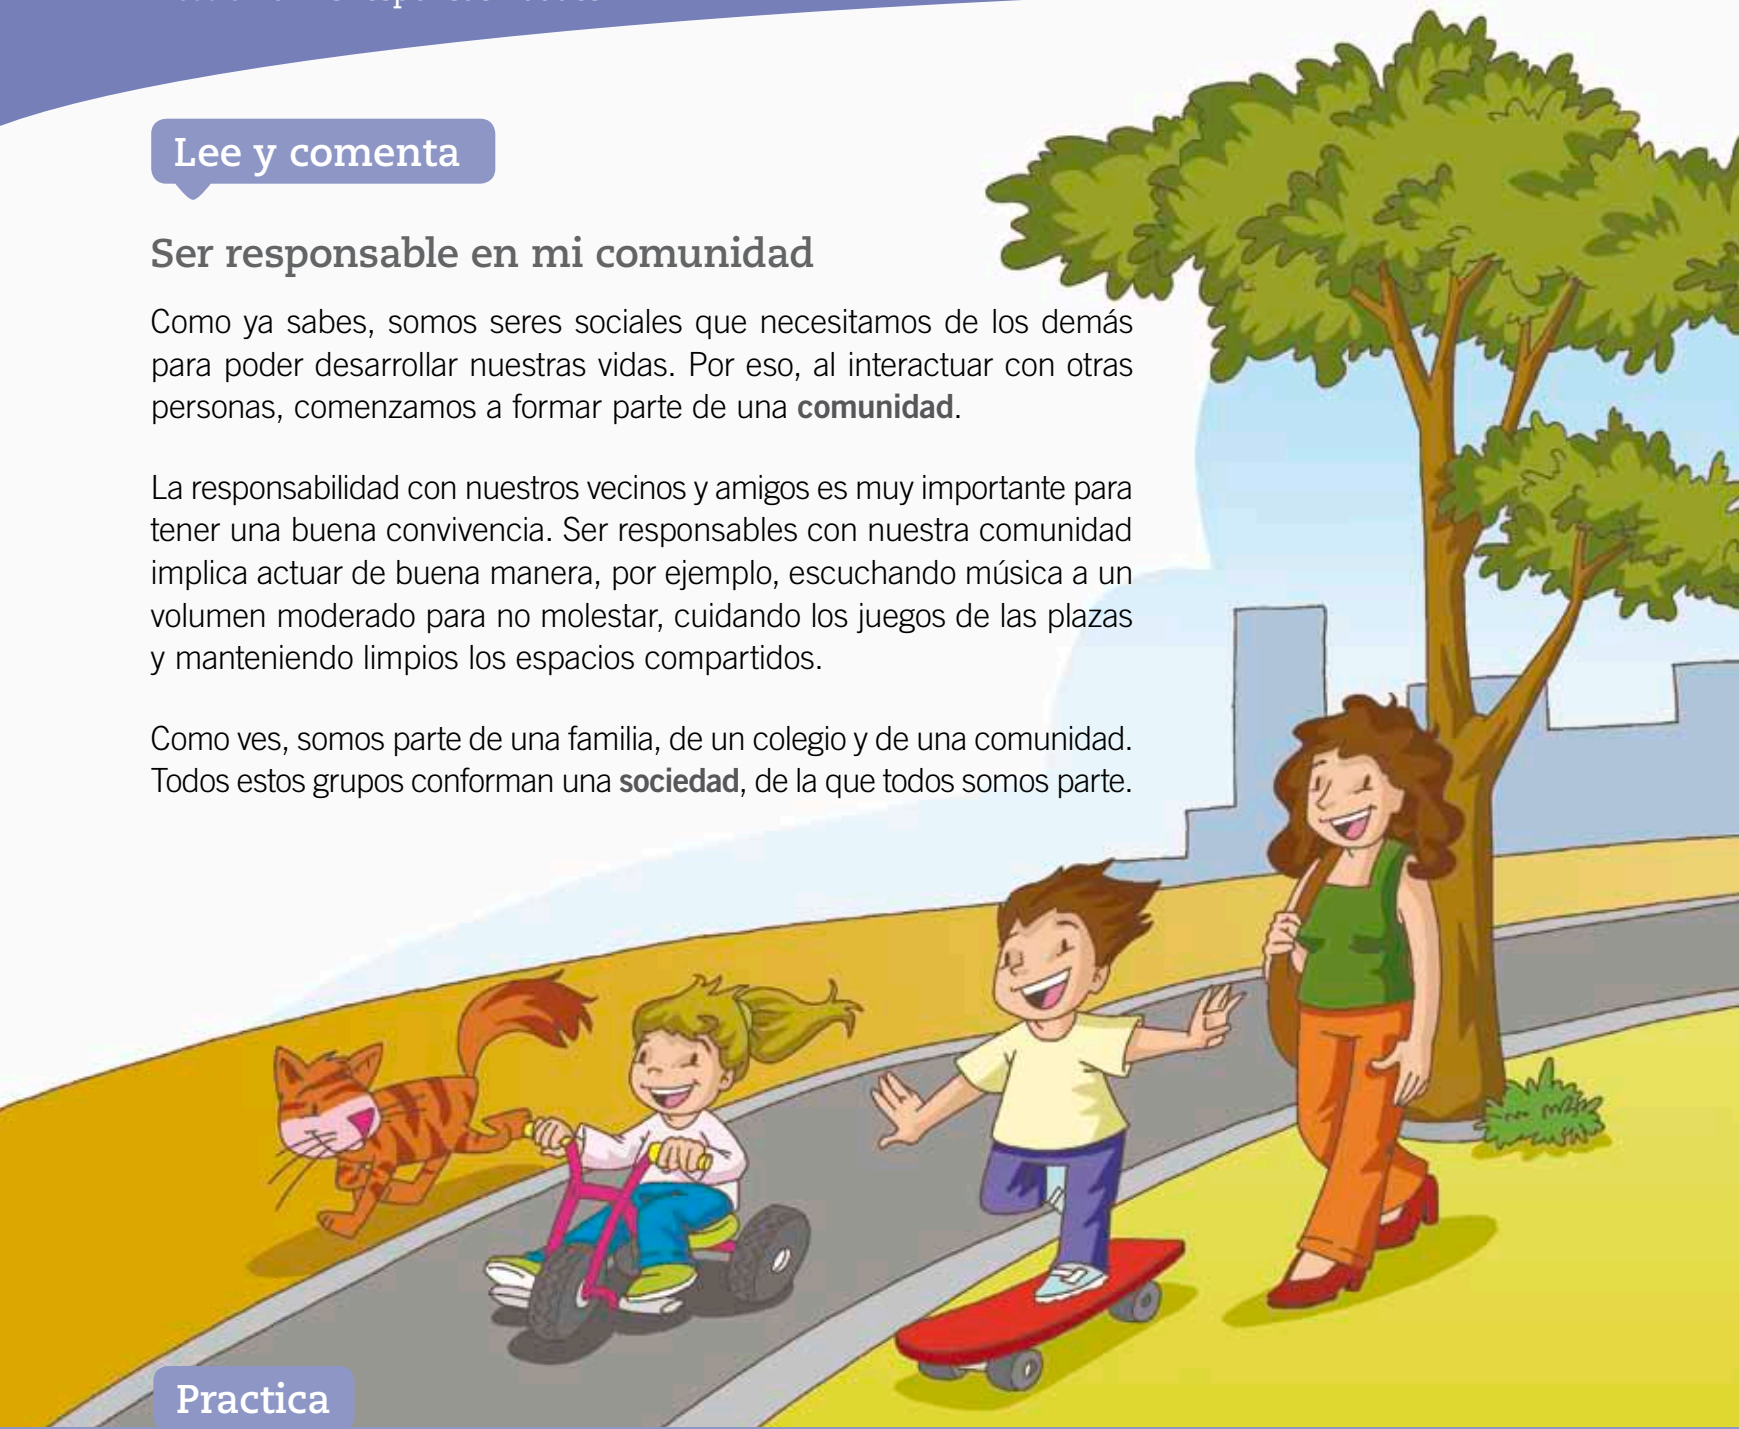 Lee y comenta
Ser responsable en mi comunidad
Como ya sabes, somos seres sociales que necesitamos de los demás
para poder desarrollar nuestras vidas. Por eso, al interactuar con otras
personas, comenzamos a formar parte de una comunidad.
La responsabilidad con nuestros vecinos y amigos es muy importante para
tener una buena convivencia. Ser responsables con nuestra comunidad
implica actuar de buena manera, por ejemplo, escuchando música a un
volumen moderado para no molestar, cuidando los juegos de las plazas
y manteniendo limpios los espacios compartidos.
Como ves, somos parte de una familia, de un colegio y de una comunidad.
Todos estos grupos conforman una sociedad, de la que todos somos parte.
Practica